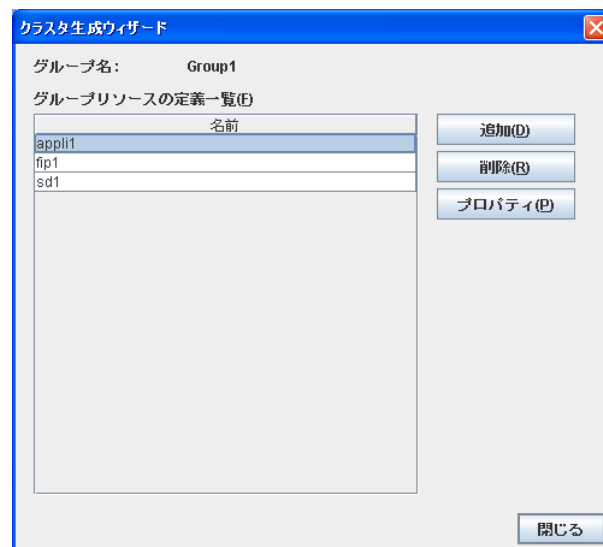 クラスタ生成ウィザード
グループ名: Group1
グループリソースの定義一覧(F)
名前
appli1
fip1
sd1
追加(D)
削除(R)
プロパティ(P)
閉じる